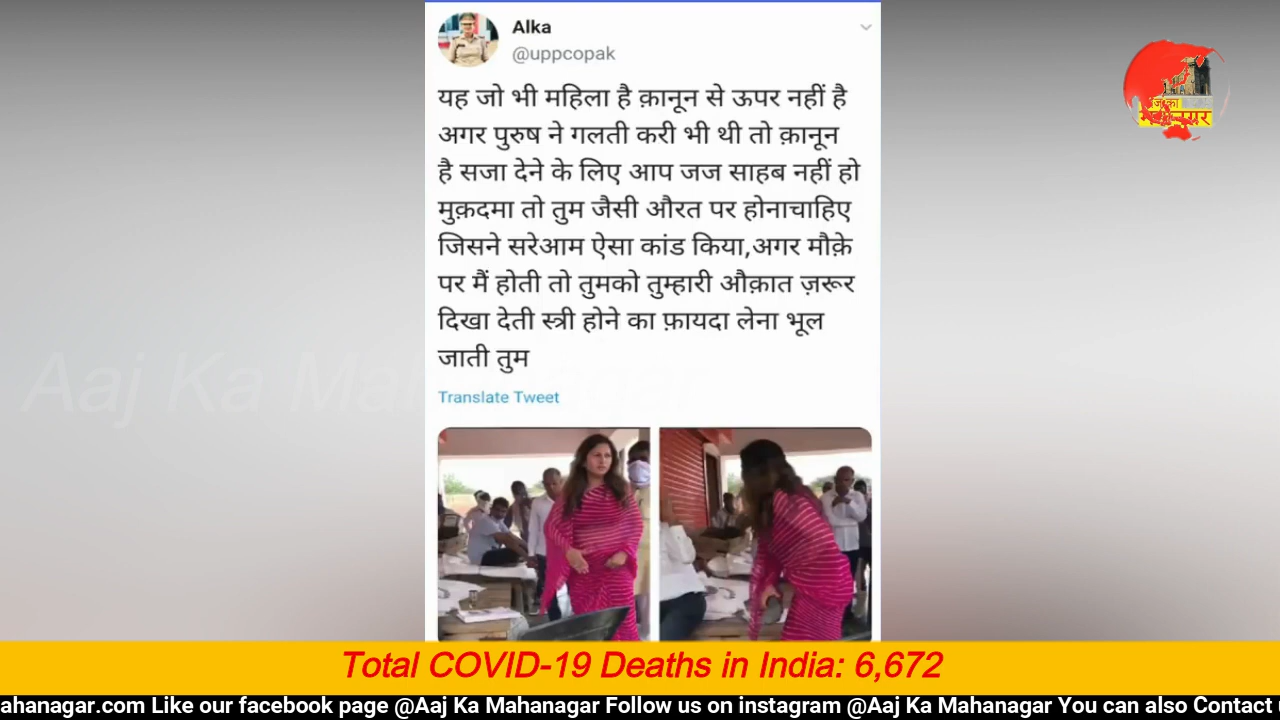 Alka
@uppcopak
यह जो भी महिला है क़ानून से ऊपर नहीं है
अगर पुरुष ने गलती करी भी थी तो क़ानून
है सजा देने के लिए आप जज साहब नहीं हो
मुक़दमा तो तुम जैसी औरत पर होनाचाहिए
जिसने सरेआम ऐसा कांड किया,अगर मौक़े
पर मैं होती तो तुमको तुम्हारी औक़ात ज़रूर
दिखा देती स्त्री होने का फ़ायदा लेना भूल
जाती तुम
Translate Tweet
Aaj Ka Mahanagar
Total COVID-19 Deaths in India: 6,672
ahanagar.com Like our facebook page @Aaj Ka Mahanagar Follow us on instagram @Aaj Ka Mahanagar You can also Contact